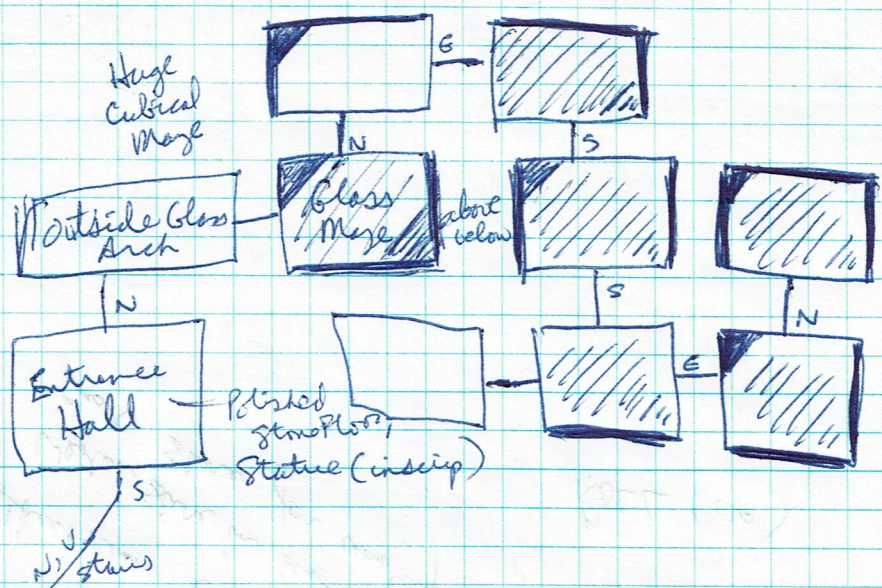 Huge
Cubical
Maze
E
N
S
Outside Glass
Arch
Glass
Maze
above
below
N
S
N
E
Entrance
Hall
Polished
Stone Floor,
Statue (inscrip)
S
U
Stairs